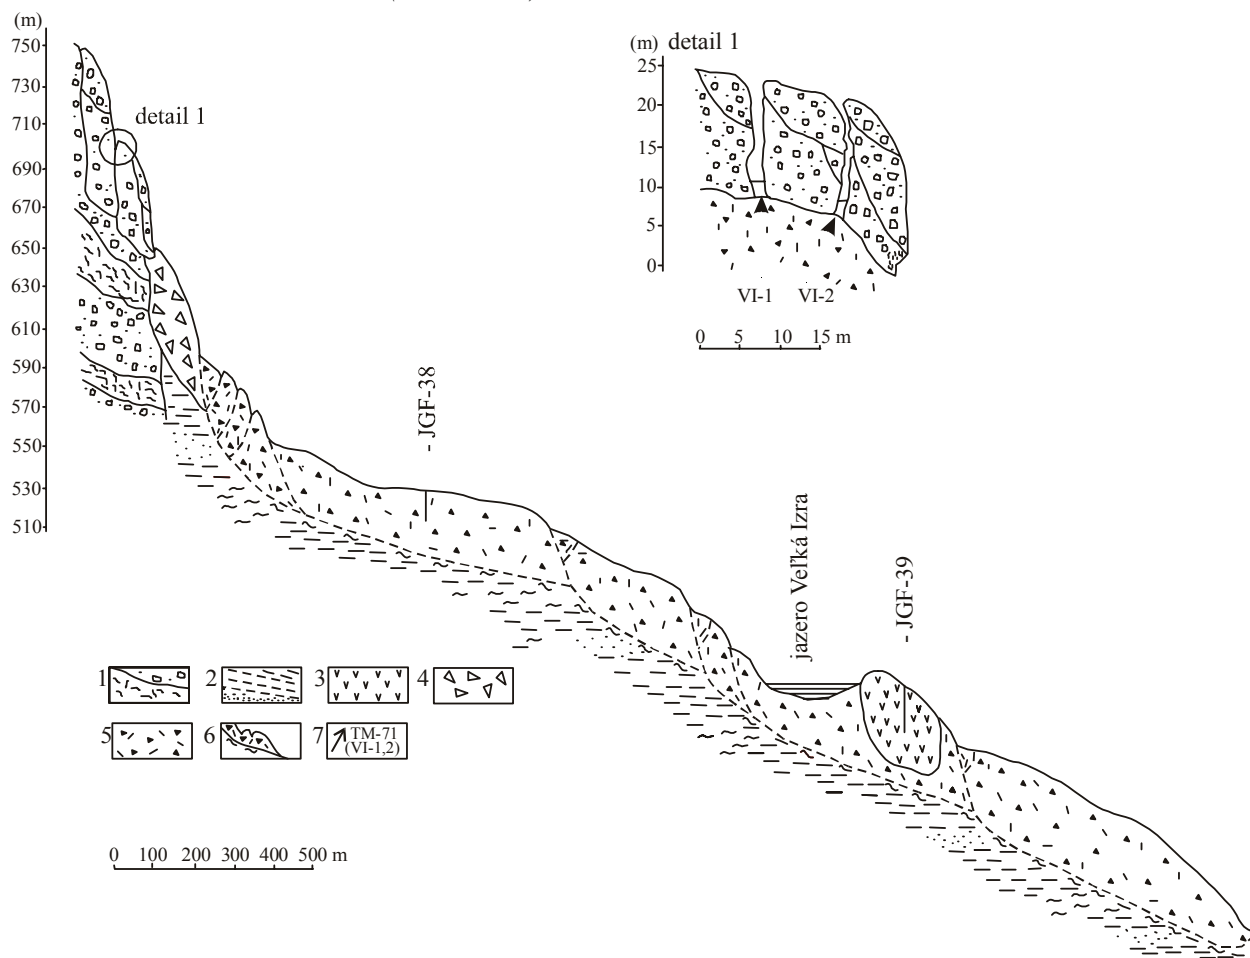 (m)
750
730
710
690
670
650
630
610
590
570
550
530
510
detail 1
(m) detail 1
25
20
15
10
5
0
VI-1 VI-2
0 5 10 15 m
- JGF-38
jazero Veľká Izra
- JGF-39
1 2 3 4
5 6 7 TM-71
(VI-1,2)
0 100 200 300 400 500 m